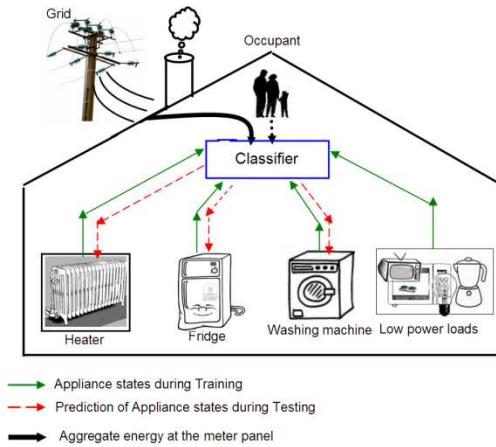 Grid
Occupant
Classifier
Heater
Fridge
Washing machine
Low power loads
Appliance states during Training
Prediction of Appliance states during Testing
Aggregate energy at the meter panel